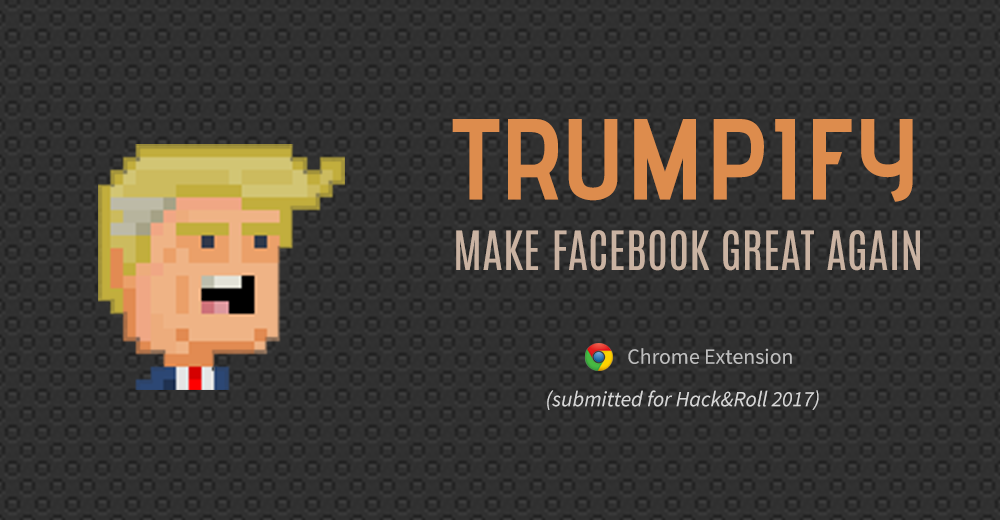 TRUMPIFY
MAKE FACEBOOK GREAT AGAIN
Chrome Extension
(submitted for Hack&Roll 2017)